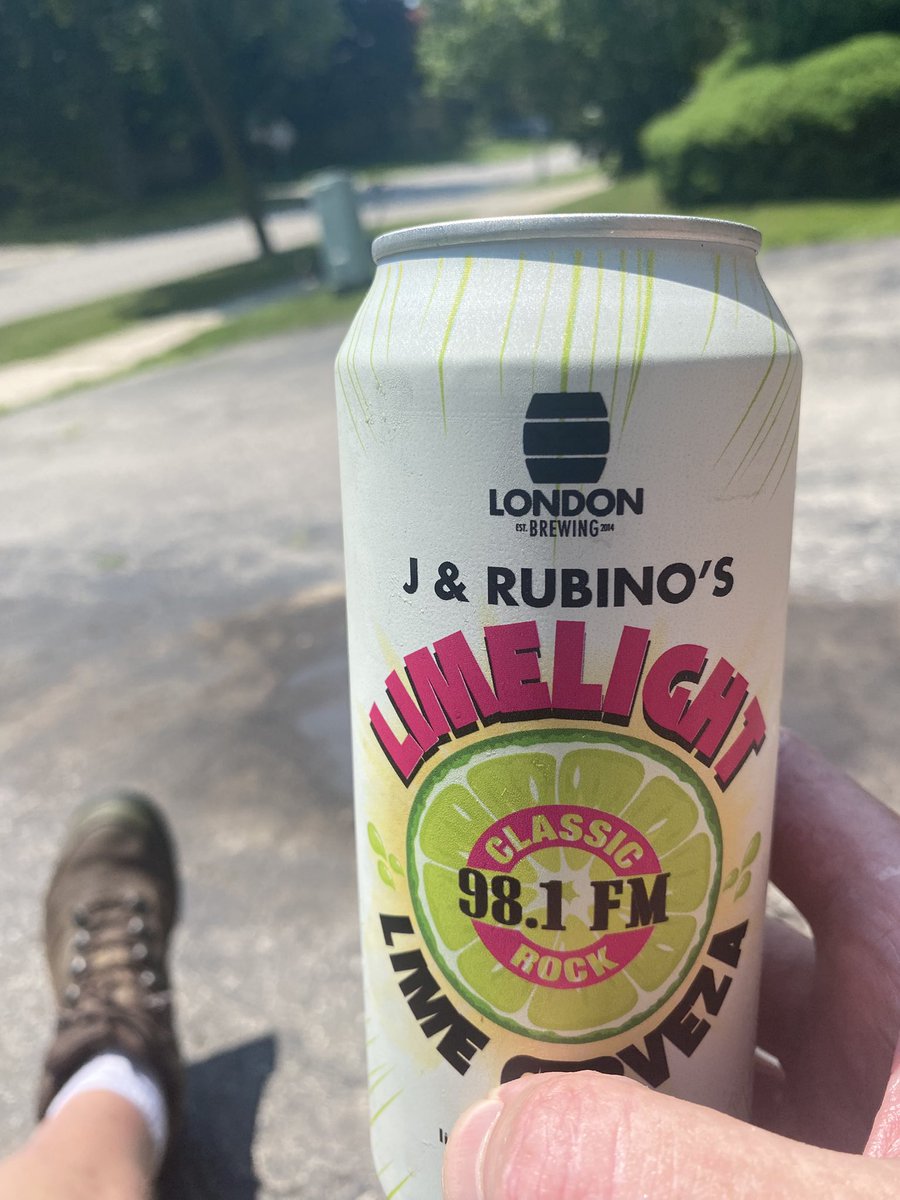 LONDON
EST. BREWING 2014
J & RUBINO'S
LIMELIGHT
CLASSIC
98.1 FM
ROCK
LIME